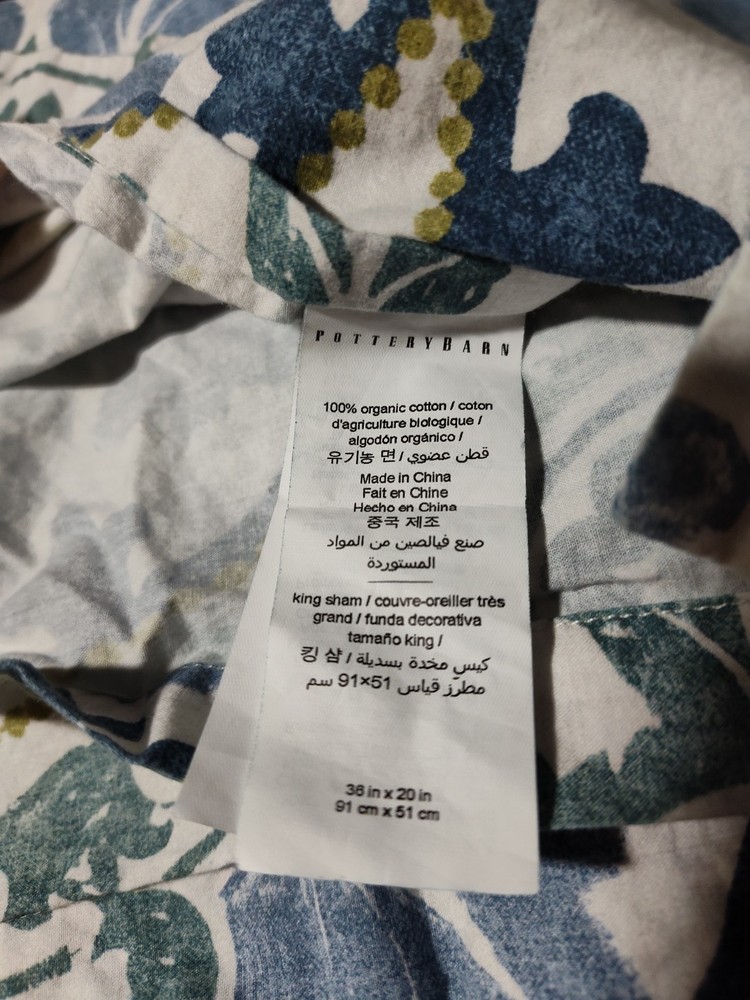 POTTERYBARN
100% organic cotton / coton
d'agriculture biologique /
algodón orgánico /
유기농 면 / قطن عضوي
Made in China
Fait en Chine
Hecho en China
중국 제조
صنع فيالصين من المواد
المستوردة
king sham / couvre-oreiller très
grand / funda decorativa
tamaño king /
킹 샴 / كيس مخدة بسديلة
مطرّز قياس 51×91 سم
36 in x 20 in
91 cm x 51 cm